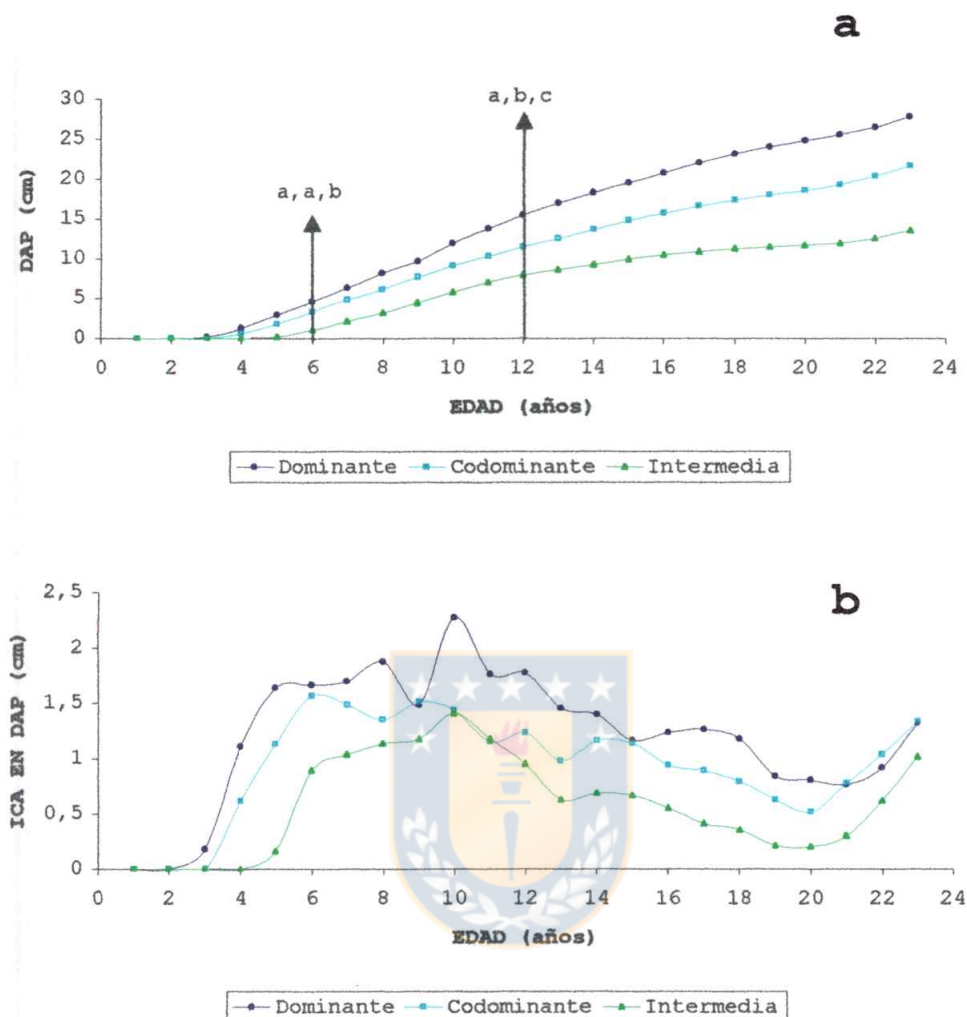 a
30
25
20
15
10
5
0
DAP (cm)
a,a,b
a,b,c
0 2 4 6 8 10 12 14 16 18 20 22 24
EDAD (años)
Dominante Codominante Intermedia
b
2,5
2
1,5
1
0,5
0
ICA EN DAP (cm)
0 2 4 6 8 10 12 14 16 18 20 22 24
EDAD (años)
Dominante Codominante Intermedia